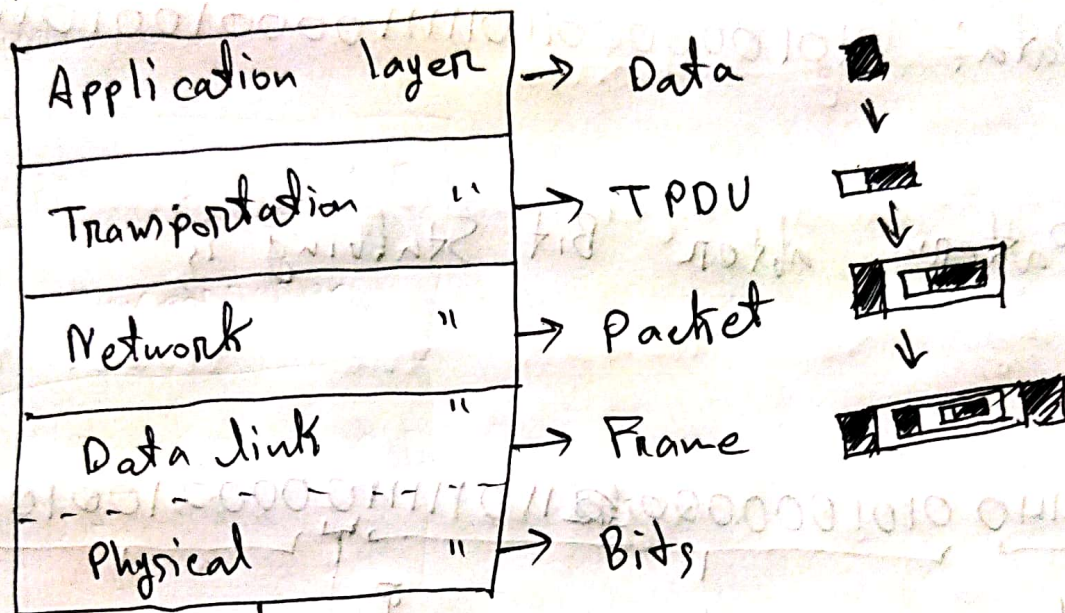 Application layer → Data
Transportation " → TPDU
Network " → Packet
Data link " → Frame
Physical " → Bits